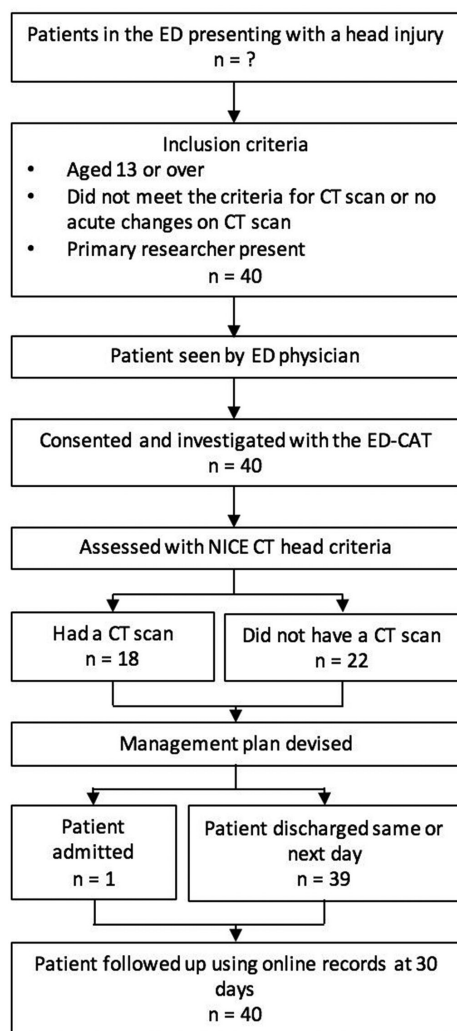 Patients in the ED presenting with a head injury
n = ?
Inclusion criteria
• Aged 13 or over
• Did not meet the criteria for CT scan or no
acute changes on CT scan
• Primary researcher present
n = 40
Patient seen by ED physician
Consented and investigated with the ED-CAT
n = 40
Assessed with NICE CT head criteria
Had a CT scan
n = 18
Did not have a CT scan
n = 22
Management plan devised
Patient
admitted
n = 1
Patient discharged same or
next day
n = 39
Patient followed up using online records at 30
days
n = 40